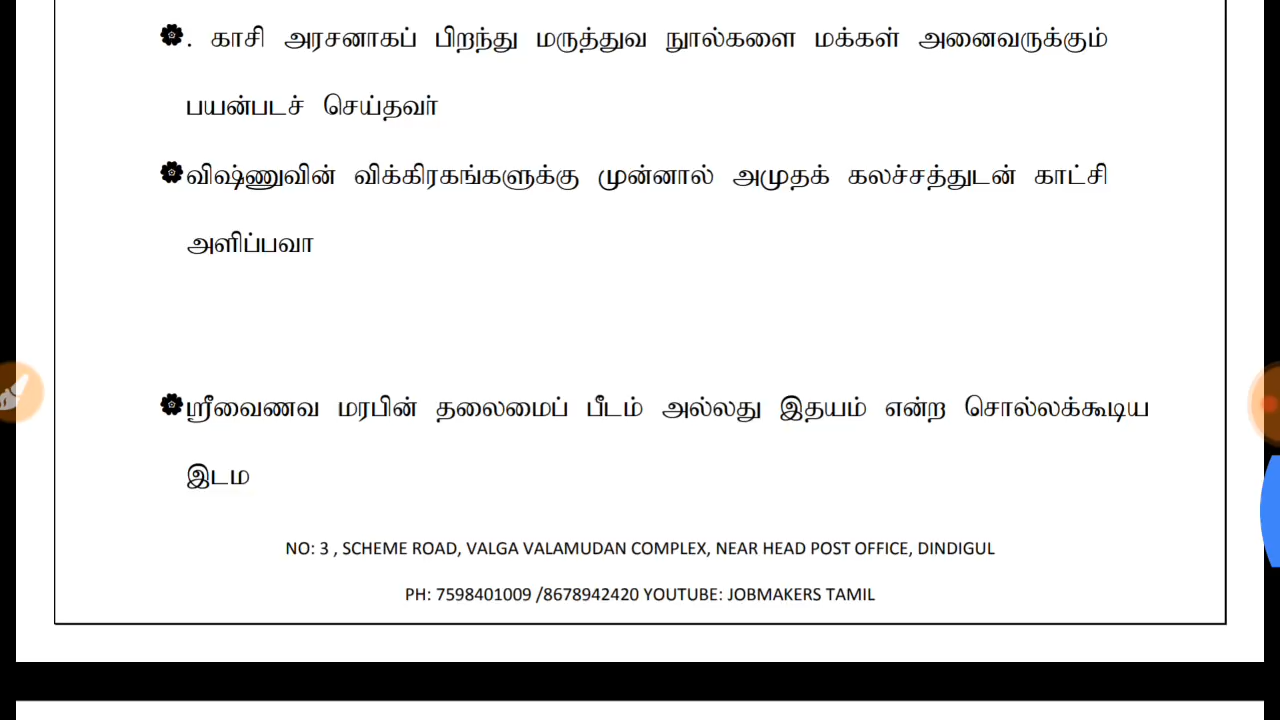 . காசி அரசனாகப் பிறந்து மருத்துவ நுால்களை மக்கள் அனைவருக்கும்
பயன்படச் செய்தவர்
விஷ்ணுவின் விக்கிரகங்களுக்கு முன்னால் அமுதக் கலச்சத்துடன் காட்சி
அளிப்பவா
ஸ்ரீவைணவ மரபின் தலைமைப் பீடம் அல்லது இதயம் என்ற சொல்லக்கூடிய
இடம
NO: 3 , SCHEME ROAD, VALGA VALAMUDAN COMPLEX, NEAR HEAD POST OFFICE, DINDIGUL
PH: 7598401009 /8678942420 YOUTUBE: JOBMAKERS TAMIL